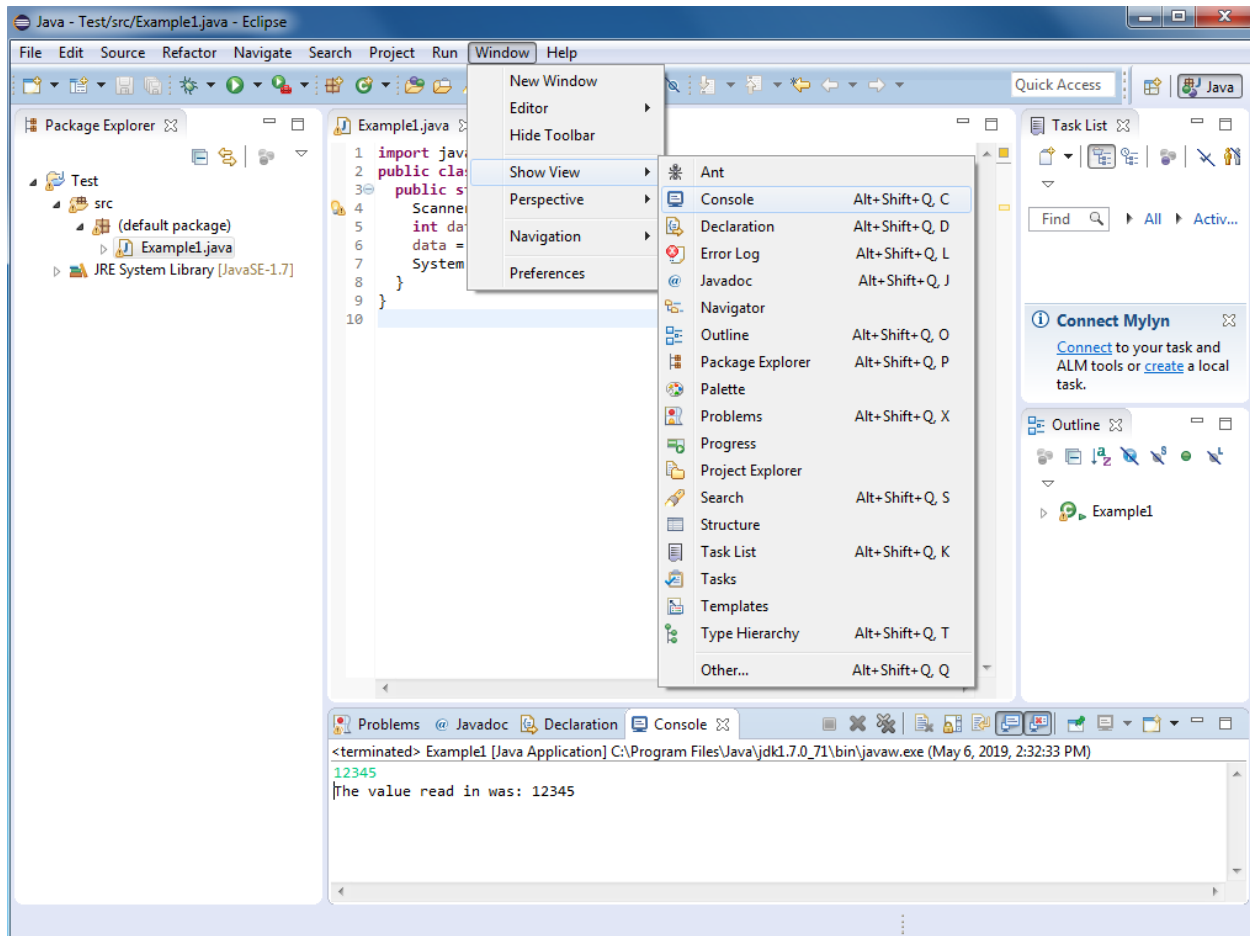 Java - Test/src/Example1.java - Eclipse
File Edit Source Refactor Navigate Search Project Run Window Help
Quick Access
Java
Package Explorer
Test
src
(default package)
Example1.java
JRE System Library [JavaSE-1.7]
Example1.java
1 import java
2 public clas
3 public s
4 Scanner
5 int dat
6 data =
7 System
8 }
9 }
10
New Window
Editor
Hide Toolbar
Show View
Perspective
Navigation
Preferences
Ant
Console Alt+Shift+Q, C
Declaration Alt+Shift+Q, D
Error Log Alt+Shift+Q, L
Javadoc Alt+Shift+Q, J
Navigator
Outline Alt+Shift+Q, O
Package Explorer Alt+Shift+Q, P
Palette
Problems Alt+Shift+Q, X
Progress
Project Explorer
Search Alt+Shift+Q, S
Structure
Task List Alt+Shift+Q, K
Tasks
Templates
Type Hierarchy Alt+Shift+Q, T
Other... Alt+Shift+Q, Q
Task List
Find All Activ...
Connect Mylyn
Connect to your task and
ALM tools or create a local
task.
Outline
Example1
Problems @ Javadoc Declaration Console
<terminated> Example1 [Java Application] C:\Program Files\Java\jdk1.7.0_71\bin\javaw.exe (May 6, 2019, 2:32:33 PM)
12345
The value read in was: 12345